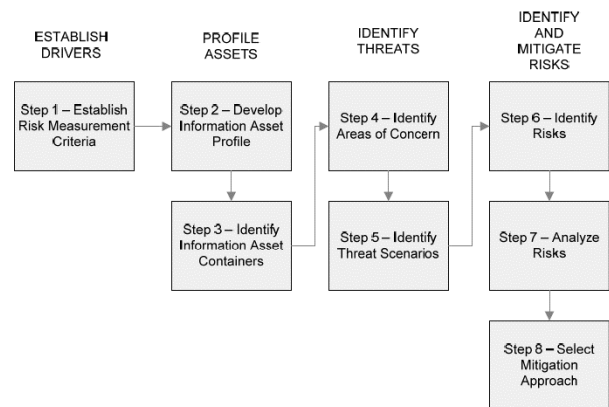 ESTABLISH
DRIVERS
Step 1 – Establish
Risk Measurement
Criteria
PROFILE
ASSETS
Step 2 – Develop
Information Asset
Profile
Step 3 – Identify
Information Asset
Containers
IDENTIFY
THREATS
Step 4 – Identify
Areas of Concern
Step 5 – Identify
Threat Scenarios
IDENTIFY
AND
MITIGATE
RISKS
Step 6 – Identify
Risks
Step 7 – Analyze
Risks
Step 8 – Select
Mitigation
Approach